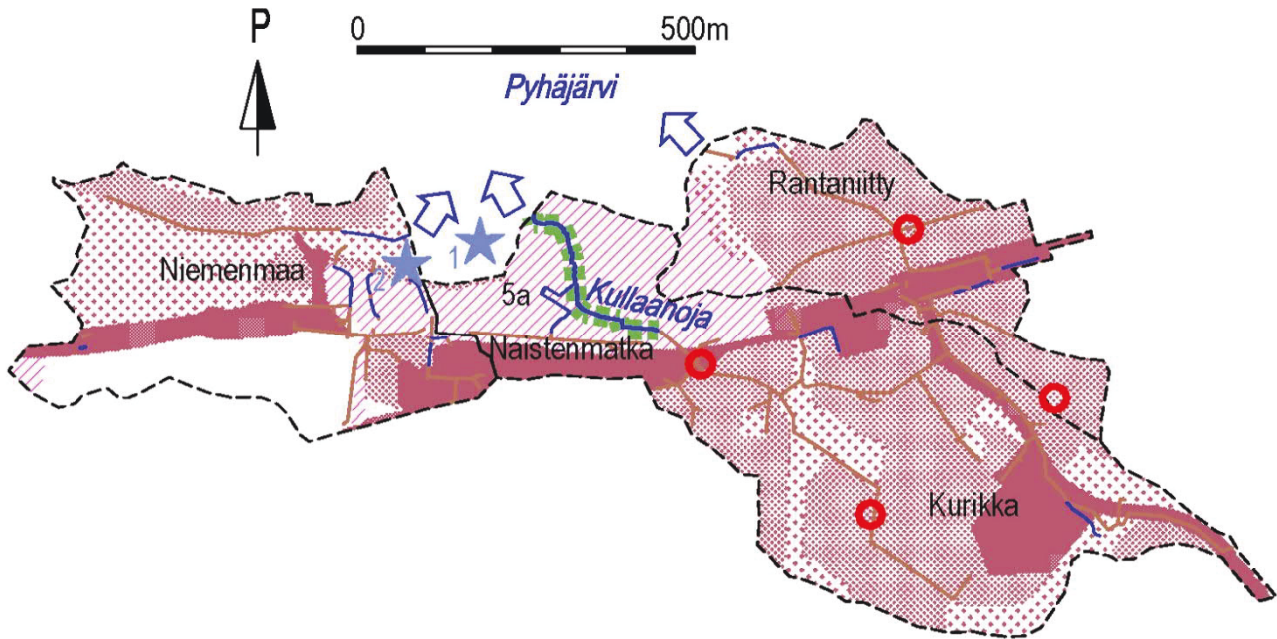 P
0 500m
Pyhäjärvi
Rantaniitty
1
Niemenmaa
2
5a
Kullaanoja
Naistenmatka
Kurikka